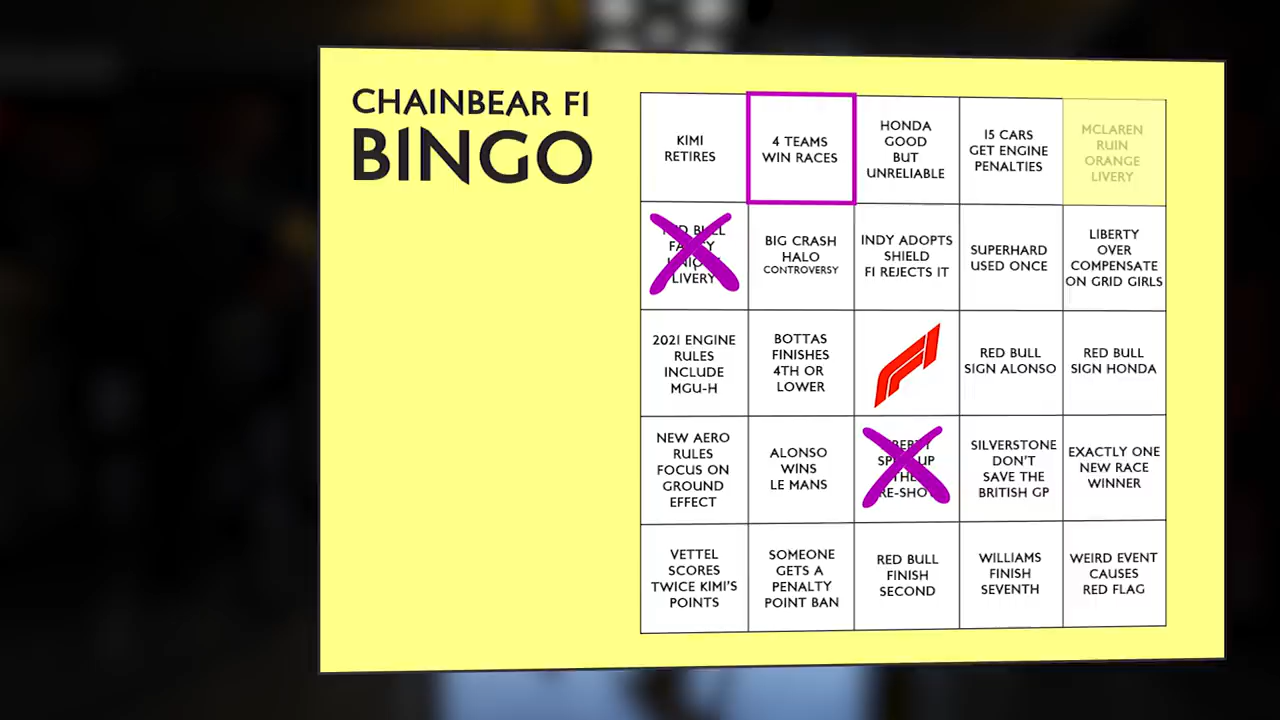 CHAINBEAR F1
BINGO
KIMI
RETIRES
4 TEAMS
WIN RACES
HONDA
GOOD
BUT
UNRELIABLE
15 CARS
GET ENGINE
PENALTIES
MCLAREN
RUIN
ORANGE
LIVERY
RED BULL
LIVERY
BIG CRASH
HALO
CONTROVERSY
INDY ADOPTS
SHIELD
F1 REJECTS IT
SUPERHARD
USED ONCE
LIBERTY
OVER
COMPENSATE
ON GRID GIRLS
2021 ENGINE
RULES
INCLUDE
MGU-H
BOTTAS
FINISHES
4TH OR
LOWER
RED BULL
SIGN ALONSO
RED BULL
SIGN HONDA
NEW AERO
RULES
FOCUS ON
GROUND
EFFECT
ALONSO
WINS
LE MANS
LIBERTY
UP
THE
SILVERSTONE
DON'T
SAVE THE
BRITISH GP
EXACTLY ONE
NEW RACE
WINNER
VETTEL
SCORES
TWICE KIMI'S
POINTS
SOMEONE
GETS A
PENALTY
POINT BAN
RED BULL
FINISH
SECOND
WILLIAMS
FINISH
SEVENTH
WEIRD EVENT
CAUSES
RED FLAG